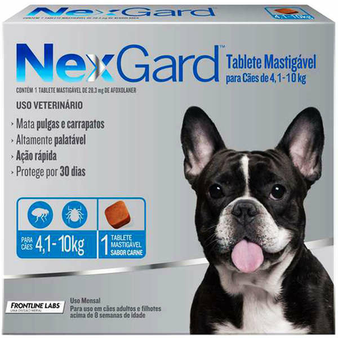 NexGard™
Tablete Mastigável
para Cães de 4,1-10 kg
CONTÉM 1 TABLETE MASTIGÁVEL DE 28,3 mg DE AFOXOLANER
USO VETERINÁRIO
• Mata pulgas e carrapatos
• Altamente palatável
• Ação rápida
• Protege por 30 dias
PARA CÃES
4,1-10kg
1
TABLETE
MASTIGÁVEL
SABOR CARNE
FRONTLINE LABS
Uso Mensal
Para uso em cães adultos e filhotes
acima de 8 semanas de idade